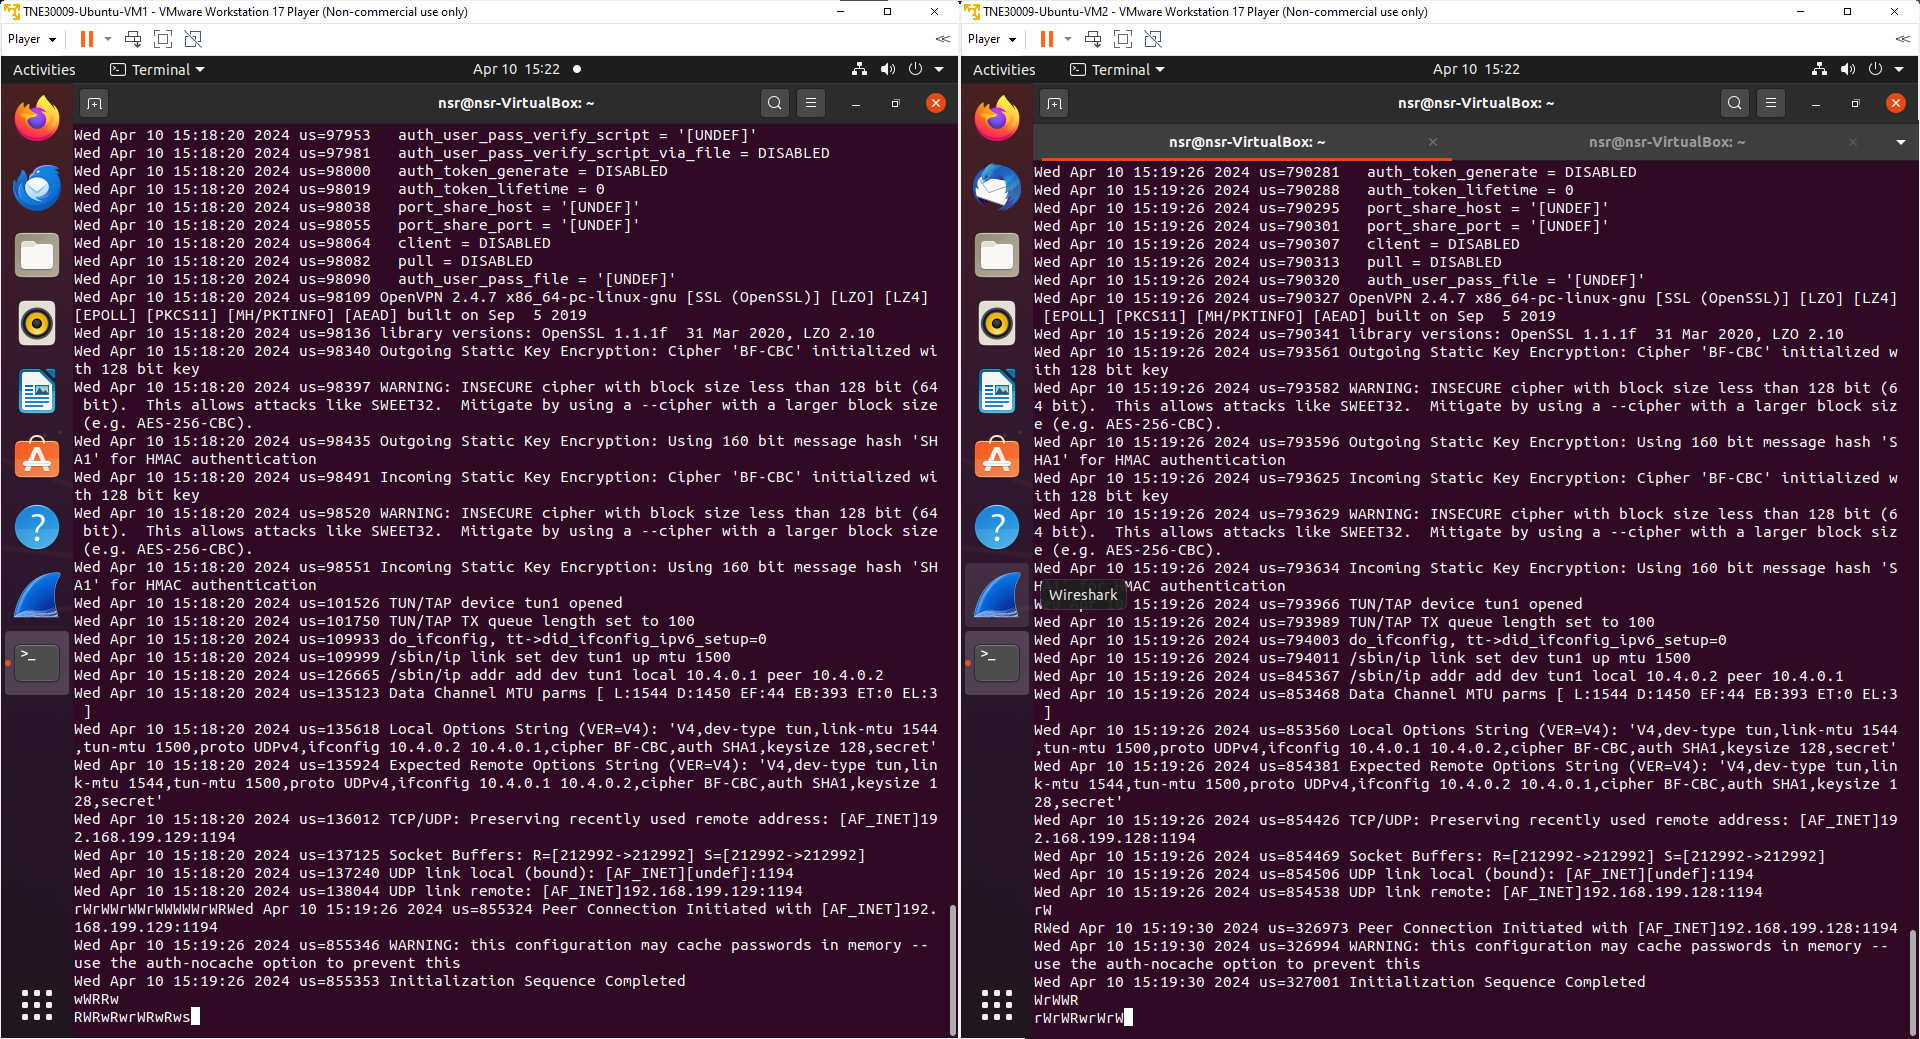 TNE30009-Ubuntu-VM1 - VMware Workstation 17 Player (Non-commercial use only)
Player
Activities
Terminal
Apr 10 15:22
nsr@nsr-VirtualBox: ~
Wed Apr 10 15:18:20 2024 us=97953   auth_user_pass_verify_script = '[UNDEF]'
Wed Apr 10 15:18:20 2024 us=97981   auth_user_pass_verify_script_via_file = DISABLED
Wed Apr 10 15:18:20 2024 us=98000   auth_token_generate = DISABLED
Wed Apr 10 15:18:20 2024 us=98019   auth_token_lifetime = 0
Wed Apr 10 15:18:20 2024 us=98038   port_share_host = '[UNDEF]'
Wed Apr 10 15:18:20 2024 us=98055   port_share_port = '[UNDEF]'
Wed Apr 10 15:18:20 2024 us=98064   client = DISABLED
Wed Apr 10 15:18:20 2024 us=98082   pull = DISABLED
Wed Apr 10 15:18:20 2024 us=98090   auth_user_pass_file = '[UNDEF]'
Wed Apr 10 15:18:20 2024 us=98109 OpenVPN 2.4.7 x86_64-pc-linux-gnu [SSL (OpenSSL)] [LZO] [LZ4]
[EPOLL] [PKCS11] [MH/PKTINFO] [AEAD] built on Sep  5 2019
Wed Apr 10 15:18:20 2024 us=98136 library versions: OpenSSL 1.1.1f  31 Mar 2020, LZO 2.10
Wed Apr 10 15:18:20 2024 us=98340 Outgoing Static Key Encryption: Cipher 'BF-CBC' initialized wi
th 128 bit key
Wed Apr 10 15:18:20 2024 us=98397 WARNING: INSECURE cipher with block size less than 128 bit (64
 bit).  This allows attacks like SWEET32.  Mitigate by using a --cipher with a larger block size
 (e.g. AES-256-CBC).
Wed Apr 10 15:18:20 2024 us=98435 Outgoing Static Key Encryption: Using 160 bit message hash 'SH
A1' for HMAC authentication
Wed Apr 10 15:18:20 2024 us=98491 Incoming Static Key Encryption: Cipher 'BF-CBC' initialized wi
th 128 bit key
Wed Apr 10 15:18:20 2024 us=98520 WARNING: INSECURE cipher with block size less than 128 bit (64
 bit).  This allows attacks like SWEET32.  Mitigate by using a --cipher with a larger block size
 (e.g. AES-256-CBC).
Wed Apr 10 15:18:20 2024 us=98551 Incoming Static Key Encryption: Using 160 bit message hash 'SH
A1' for HMAC authentication
Wed Apr 10 15:18:20 2024 us=101526 TUN/TAP device tun1 opened
Wed Apr 10 15:18:20 2024 us=101750 TUN/TAP TX queue length set to 100
Wed Apr 10 15:18:20 2024 us=109933 do_ifconfig, tt->did_ifconfig_ipv6_setup=0
Wed Apr 10 15:18:20 2024 us=109999 /sbin/ip link set dev tun1 up mtu 1500
Wed Apr 10 15:18:20 2024 us=126665 /sbin/ip addr add dev tun1 local 10.4.0.1 peer 10.4.0.2
Wed Apr 10 15:18:20 2024 us=135123 Data Channel MTU parms [ L:1544 D:1450 EF:44 EB:393 ET:0 EL:3
 ]
Wed Apr 10 15:18:20 2024 us=135618 Local Options String (VER=V4): 'V4,dev-type tun,link-mtu 1544
,tun-mtu 1500,proto UDPv4,ifconfig 10.4.0.2 10.4.0.1,cipher BF-CBC,auth SHA1,keysize 128,secret'
Wed Apr 10 15:18:20 2024 us=135924 Expected Remote Options String (VER=V4): 'V4,dev-type tun,lin
k-mtu 1544,tun-mtu 1500,proto UDPv4,ifconfig 10.4.0.1 10.4.0.2,cipher BF-CBC,auth SHA1,keysize 1
28,secret'
Wed Apr 10 15:18:20 2024 us=136012 TCP/UDP: Preserving recently used remote address: [AF_INET]19
2.168.199.129:1194
Wed Apr 10 15:18:20 2024 us=137125 Socket Buffers: R=[212992->212992] S=[212992->212992]
Wed Apr 10 15:18:20 2024 us=137240 UDP link local (bound): [AF_INET][undef]:1194
Wed Apr 10 15:18:20 2024 us=138044 UDP link remote: [AF_INET]192.168.199.129:1194
rWrWWrWWrWWWWWrWRWed Apr 10 15:19:26 2024 us=855324 Peer Connection Initiated with [AF_INET]192.
168.199.129:1194
Wed Apr 10 15:19:26 2024 us=855346 WARNING: this configuration may cache passwords in memory --
use the auth-nocache option to prevent this
Wed Apr 10 15:19:26 2024 us=855353 Initialization Sequence Completed
wWRRw
RWRwRwrWRwRws
TNE30009-Ubuntu-VM2 - VMware Workstation 17 Player (Non-commercial use only)
Player
Activities
Terminal
Apr 10 15:22
nsr@nsr-VirtualBox: ~
nsr@nsr-VirtualBox: ~
nsr@nsr-VirtualBox: ~
Wed Apr 10 15:19:26 2024 us=790281   auth_token_generate = DISABLED
Wed Apr 10 15:19:26 2024 us=790288   auth_token_lifetime = 0
Wed Apr 10 15:19:26 2024 us=790295   port_share_host = '[UNDEF]'
Wed Apr 10 15:19:26 2024 us=790301   port_share_port = '[UNDEF]'
Wed Apr 10 15:19:26 2024 us=790307   client = DISABLED
Wed Apr 10 15:19:26 2024 us=790313   pull = DISABLED
Wed Apr 10 15:19:26 2024 us=790320   auth_user_pass_file = '[UNDEF]'
Wed Apr 10 15:19:26 2024 us=790327 OpenVPN 2.4.7 x86_64-pc-linux-gnu [SSL (OpenSSL)] [LZO] [LZ4]
 [EPOLL] [PKCS11] [MH/PKTINFO] [AEAD] built on Sep  5 2019
Wed Apr 10 15:19:26 2024 us=790341 library versions: OpenSSL 1.1.1f  31 Mar 2020, LZO 2.10
Wed Apr 10 15:19:26 2024 us=793561 Outgoing Static Key Encryption: Cipher 'BF-CBC' initialized w
ith 128 bit key
Wed Apr 10 15:19:26 2024 us=793582 WARNING: INSECURE cipher with block size less than 128 bit (6
4 bit).  This allows attacks like SWEET32.  Mitigate by using a --cipher with a larger block siz
e (e.g. AES-256-CBC).
Wed Apr 10 15:19:26 2024 us=793596 Outgoing Static Key Encryption: Using 160 bit message hash 'S
HA1' for HMAC authentication
Wed Apr 10 15:19:26 2024 us=793625 Incoming Static Key Encryption: Cipher 'BF-CBC' initialized w
ith 128 bit key
Wed Apr 10 15:19:26 2024 us=793629 WARNING: INSECURE cipher with block size less than 128 bit (6
4 bit).  This allows attacks like SWEET32.  Mitigate by using a --cipher with a larger block siz
e (e.g. AES-256-CBC).
Wed Apr 10 15:19:26 2024 us=793634 Incoming Static Key Encryption: Using 160 bit message hash 'S
HA1' for HMAC authentication
Wireshark
Wed Apr 10 15:19:26 2024 us=793966 TUN/TAP device tun1 opened
Wed Apr 10 15:19:26 2024 us=793989 TUN/TAP TX queue length set to 100
Wed Apr 10 15:19:26 2024 us=794003 do_ifconfig, tt->did_ifconfig_ipv6_setup=0
Wed Apr 10 15:19:26 2024 us=794011 /sbin/ip link set dev tun1 up mtu 1500
Wed Apr 10 15:19:26 2024 us=845367 /sbin/ip addr add dev tun1 local 10.4.0.2 peer 10.4.0.1
Wed Apr 10 15:19:26 2024 us=853468 Data Channel MTU parms [ L:1544 D:1450 EF:44 EB:393 ET:0 EL:3
 ]
Wed Apr 10 15:19:26 2024 us=853560 Local Options String (VER=V4): 'V4,dev-type tun,link-mtu 1544
,tun-mtu 1500,proto UDPv4,ifconfig 10.4.0.1 10.4.0.2,cipher BF-CBC,auth SHA1,keysize 128,secret'
Wed Apr 10 15:19:26 2024 us=854381 Expected Remote Options String (VER=V4): 'V4,dev-type tun,lin
k-mtu 1544,tun-mtu 1500,proto UDPv4,ifconfig 10.4.0.2 10.4.0.1,cipher BF-CBC,auth SHA1,keysize 1
28,secret'
Wed Apr 10 15:19:26 2024 us=854426 TCP/UDP: Preserving recently used remote address: [AF_INET]19
2.168.199.128:1194
Wed Apr 10 15:19:26 2024 us=854469 Socket Buffers: R=[212992->212992] S=[212992->212992]
Wed Apr 10 15:19:26 2024 us=854506 UDP link local (bound): [AF_INET][undef]:1194
Wed Apr 10 15:19:26 2024 us=854538 UDP link remote: [AF_INET]192.168.199.128:1194
rW
RWed Apr 10 15:19:30 2024 us=326973 Peer Connection Initiated with [AF_INET]192.168.199.128:1194
Wed Apr 10 15:19:30 2024 us=326994 WARNING: this configuration may cache passwords in memory --
use the auth-nocache option to prevent this
Wed Apr 10 15:19:30 2024 us=327001 Initialization Sequence Completed
WrWWR
rWrWRwrWrW